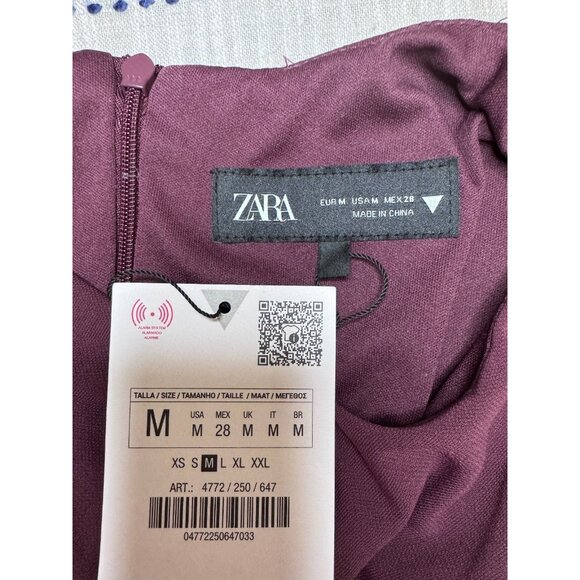 ZARA
EUR M USA M MEX 28
MADE IN CHINA
ALARM SYSTEM
ALARMADO
ALARME
TALLA / SIZE / TAMANHO / TAILLE / MAAT / ΜΕΓΕΘΟΣ
M
USA MEX UK IT BR
M 28 M M M
XS S M L XL XXL
ART.: 4772 / 250 / 647
04772250647033